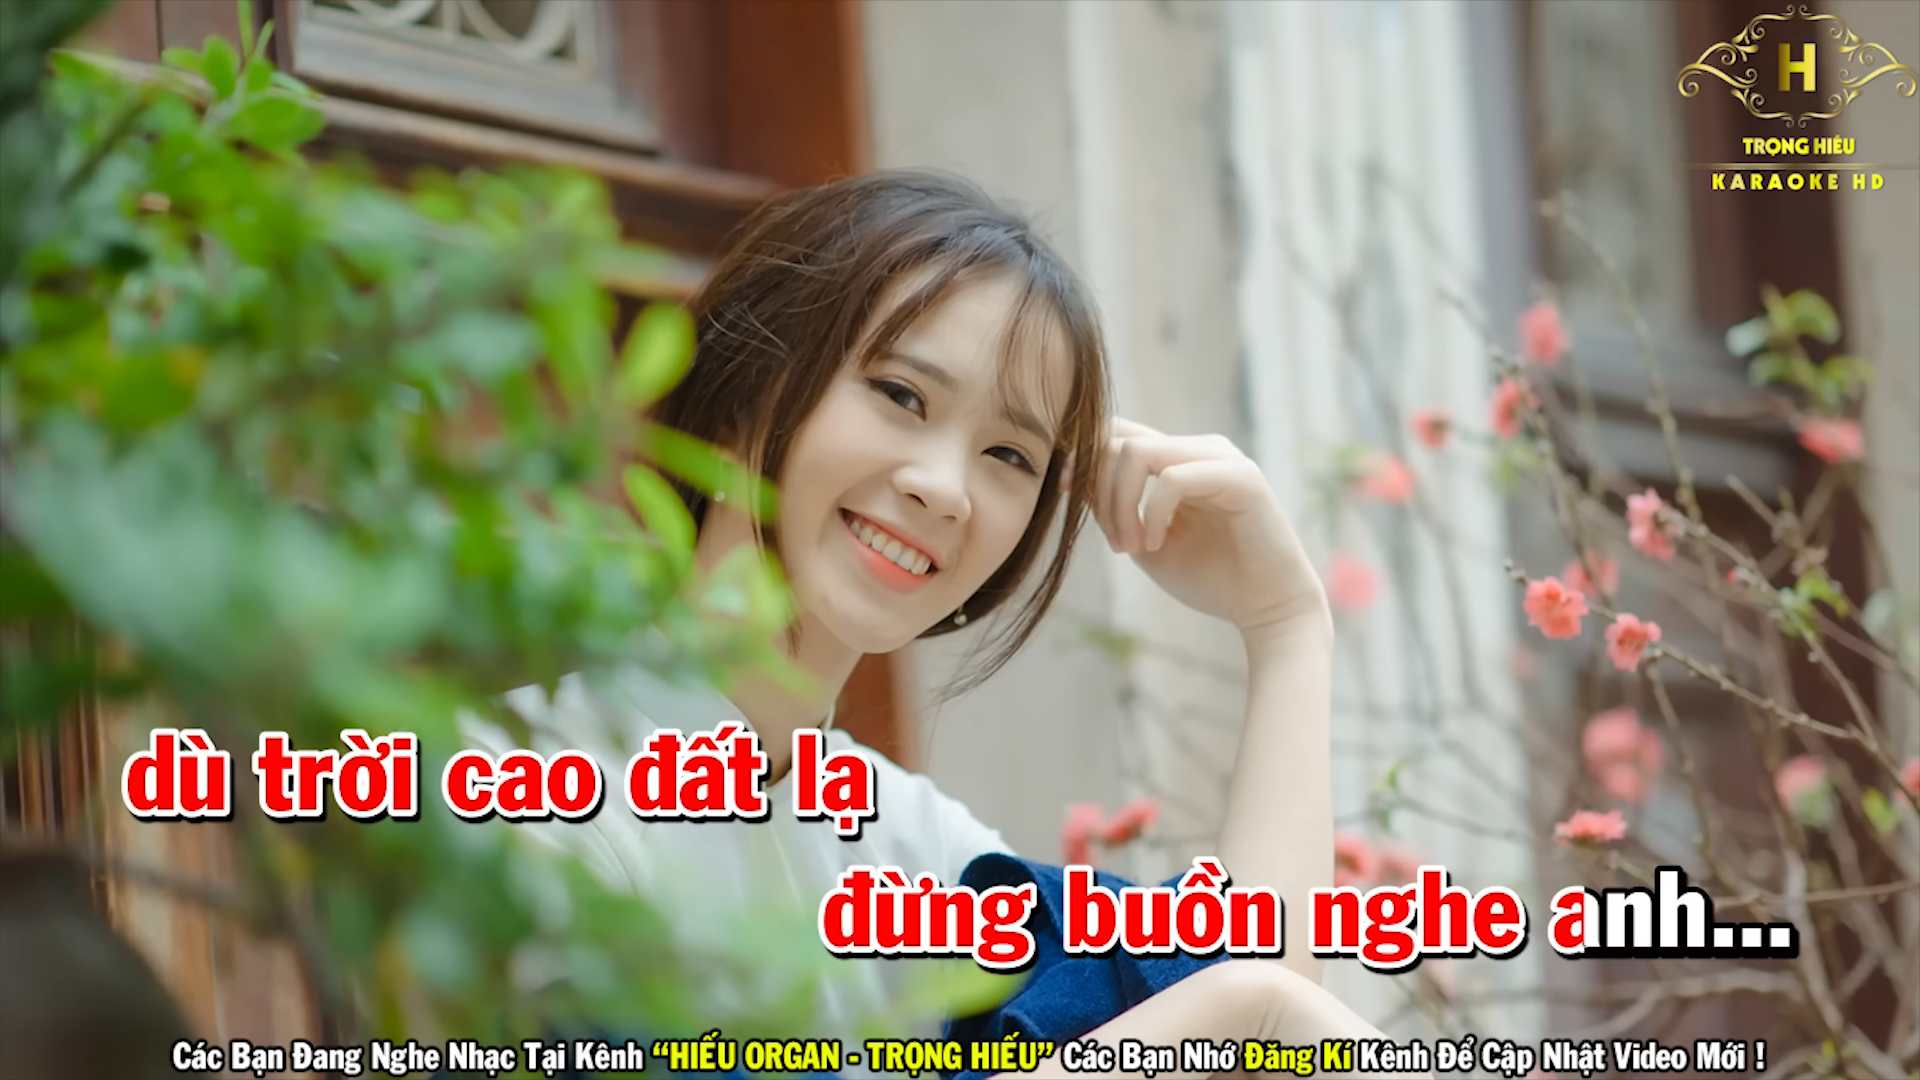 H
TRỌNG HIẾU
KARAOKE HD
dù trời cao đất lạ
đừng buồn nghe anh...
Các Bạn Đang Nghe Nhạc Tại Kênh “HIẾU ORGAN - TRỌNG HIẾU” Các Bạn Nhớ Đăng Kí Kênh Để Cập Nhật Video Mới !